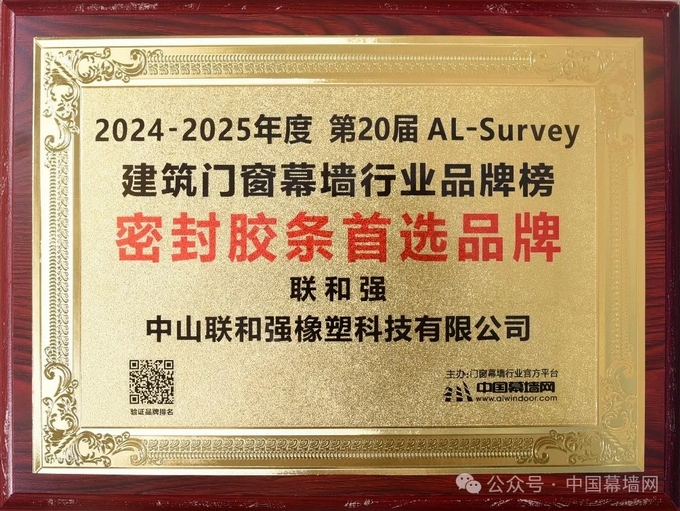 2024-2025年度 第20届 AL-Survey
建筑门窗幕墙行业品牌榜
密封胶条首选品牌
联和强
中山联和强橡塑科技有限公司
验证品牌排名
主办:门窗幕墙行业官方平台
中国幕墙网
www.alwindoor.com
公众号·中国幕墙网